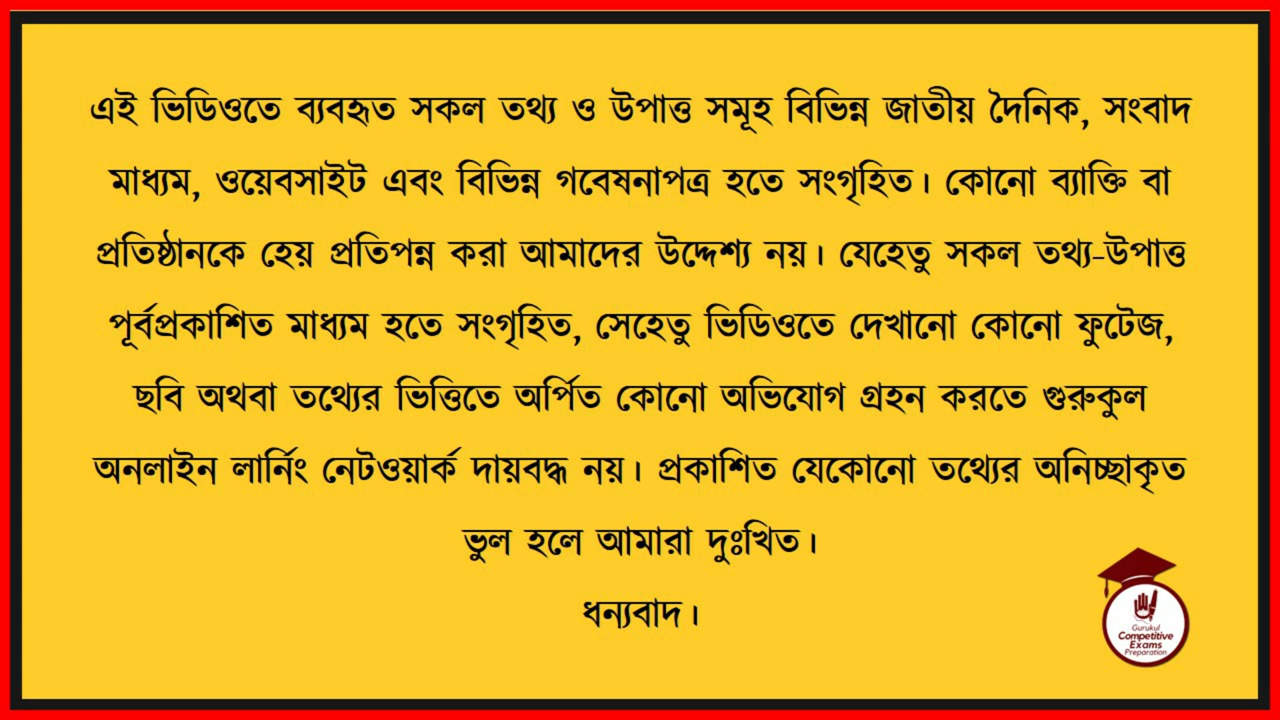 এই ভিডিওতে ব্যবহৃত সকল তথ্য ও উপাত্ত সমূহ বিভিন্ন জাতীয় দৈনিক, সংবাদ
মাধ্যম, ওয়েবসাইট এবং বিভিন্ন গবেষনাপত্র হতে সংগৃহিত। কোনো ব্যাক্তি বা
প্রতিষ্ঠানকে হেয় প্রতিপন্ন করা আমাদের উদ্দেশ্য নয়। যেহেতু সকল তথ্য-উপাত্ত
পূর্বপ্রকাশিত মাধ্যম হতে সংগৃহিত, সেহেতু ভিডিওতে দেখানো কোনো ফুটেজ,
ছবি অথবা তথ্যের ভিত্তিতে অর্পিত কোনো অভিযোগ গ্রহন করতে গুরুকুল
অনলাইন লার্নিং নেটওয়ার্ক দায়বদ্ধ নয়। প্রকাশিত যেকোনো তথ্যের অনিচ্ছাকৃত
ভুল হলে আমারা দুঃখিত।
ধন্যবাদ।
Gurukul
Competitive
Exams
Preparation